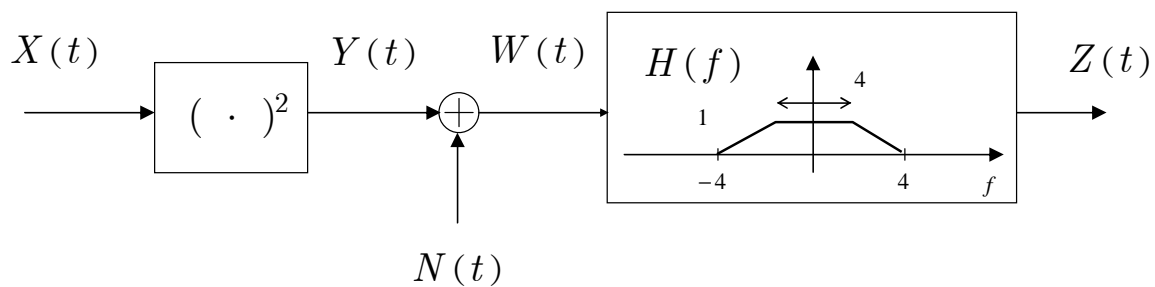 X(t)
( · )²
Y(t)
+
N(t)
W(t)
H(f)
4
1
−4
4
f
Z(t)